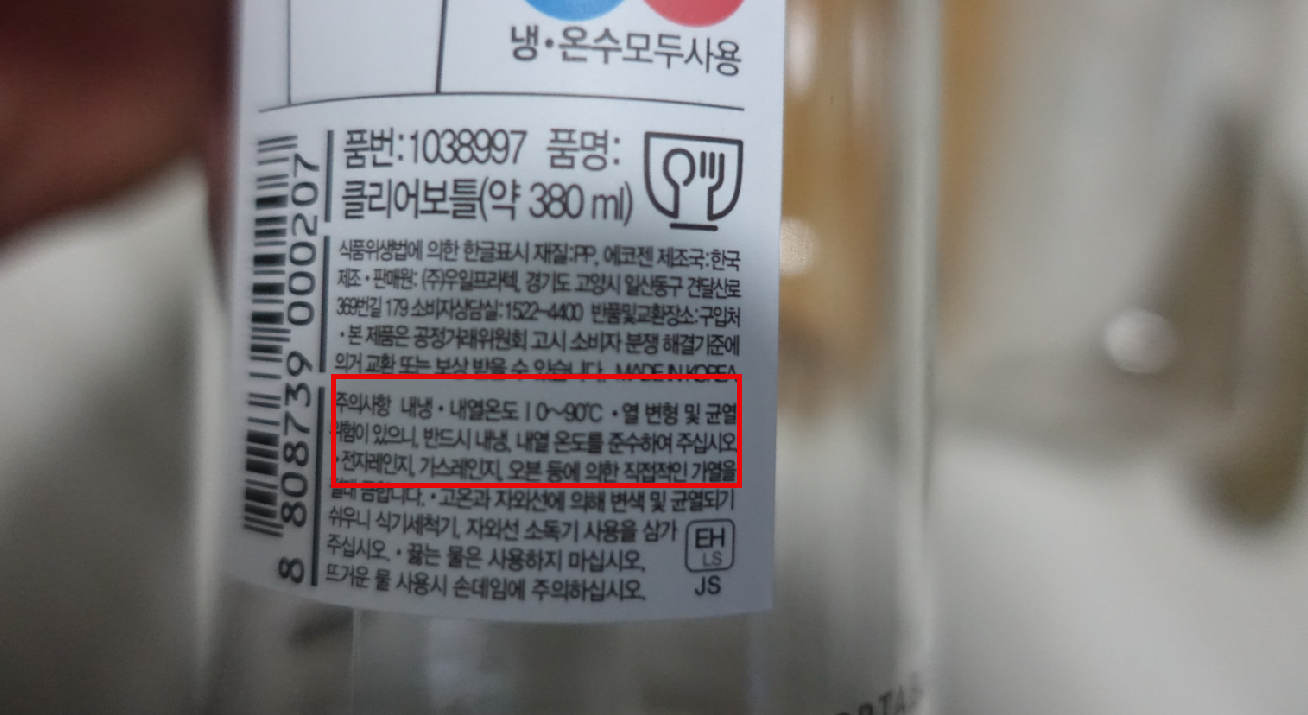 냉·온수모두사용
품번:1038997 품명:
클리어보틀(약 380 ml)
식품위생법에 의한 한글표시 재질:PP, 에코젠 제조국:한국
제조·판매원: (주)우일프라텍, 경기도 고양시 일산동구 견달산로
369번길 179 소비자상담실:1522-4400 반품및교환장소:구입처
·본 제품은 공정거래위원회 고시 소비자 분쟁 해결기준에
의거 교환 또는 보상 받을 수 있습니다. MADE IN KOREA
주의사항 내냉·내열온도 | 0~90℃ ·열 변형 및 균열
위험이 있으니, 반드시 내냉, 내열 온도를 준수하여 주십시오.
·전자레인지, 가스레인지, 오븐 등에 의한 직접적인 가열을
절대 금합니다. ·고온과 자외선에 의해 변색 및 균열되기
쉬우니 식기세척기, 자외선 소독기 사용을 삼가
주십시오. ·끓는 물은 사용하지 마십시오.
뜨거운 물 사용시 손데임에 주의하십시오.
EH
LS
JS
8 808739 000207